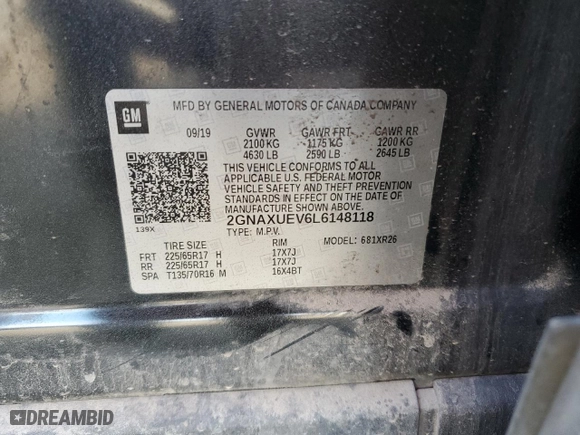 GM
MFD BY GENERAL MOTORS OF CANADA COMPANY
09/19 GVWR GAWR FRT GAWR RR
2100 KG 1175 KG 1200 KG
4630 LB 2590 LB 2645 LB
THIS VEHICLE CONFORMS TO ALL
APPLICABLE U.S. FEDERAL MOTOR
VEHICLE SAFETY AND THEFT PREVENTION
STANDARDS IN EFFECT ON THE DATE OF
MANUFACTURE SHOWN ABOVE.
2GNAXUEV6L6148118
139X TYPE: M.P.V. MODEL: 681XR26
TIRE SIZE RIM
FRT 225/65R17 H 17X7J
RR 225/65R17 H 17X7J
SPA T135/70R16 M 16X4BT
DREAMBID